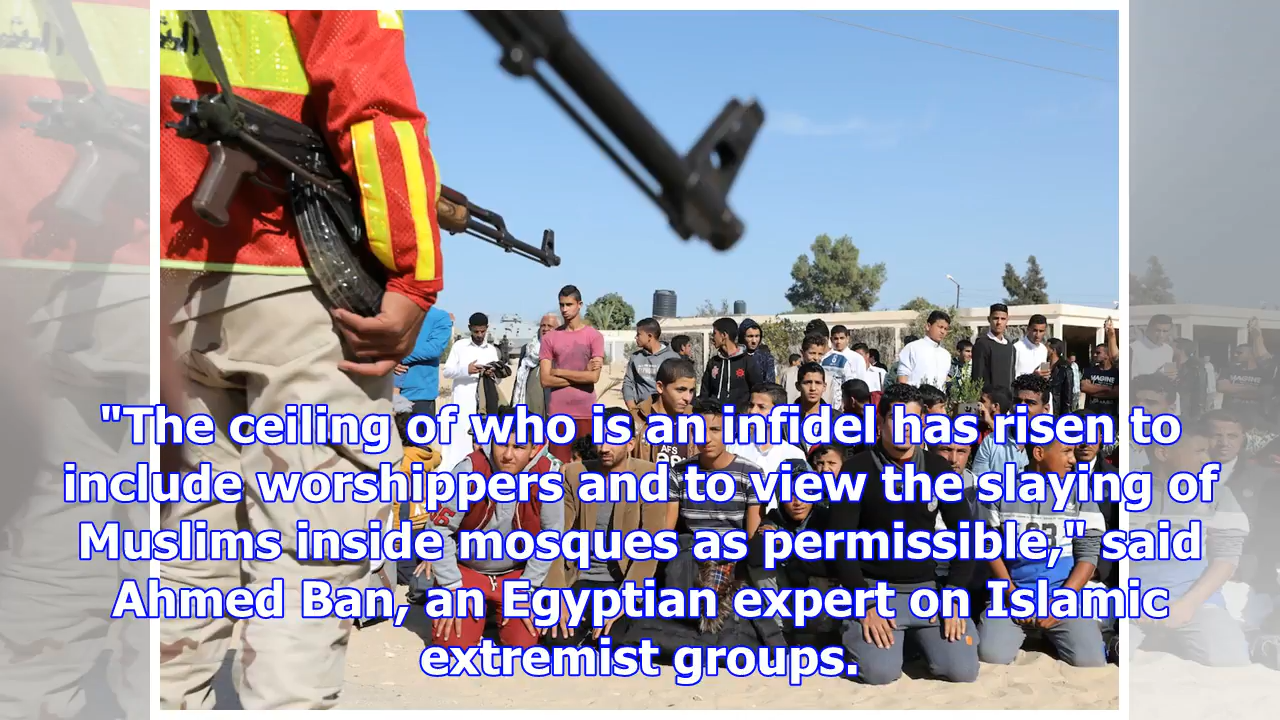 "The ceiling of who is an infidel has risen to
include worshippers and to view the slaying of
Muslims inside mosques as permissible," said
Ahmed Ban, an Egyptian expert on Islamic
extremist groups.